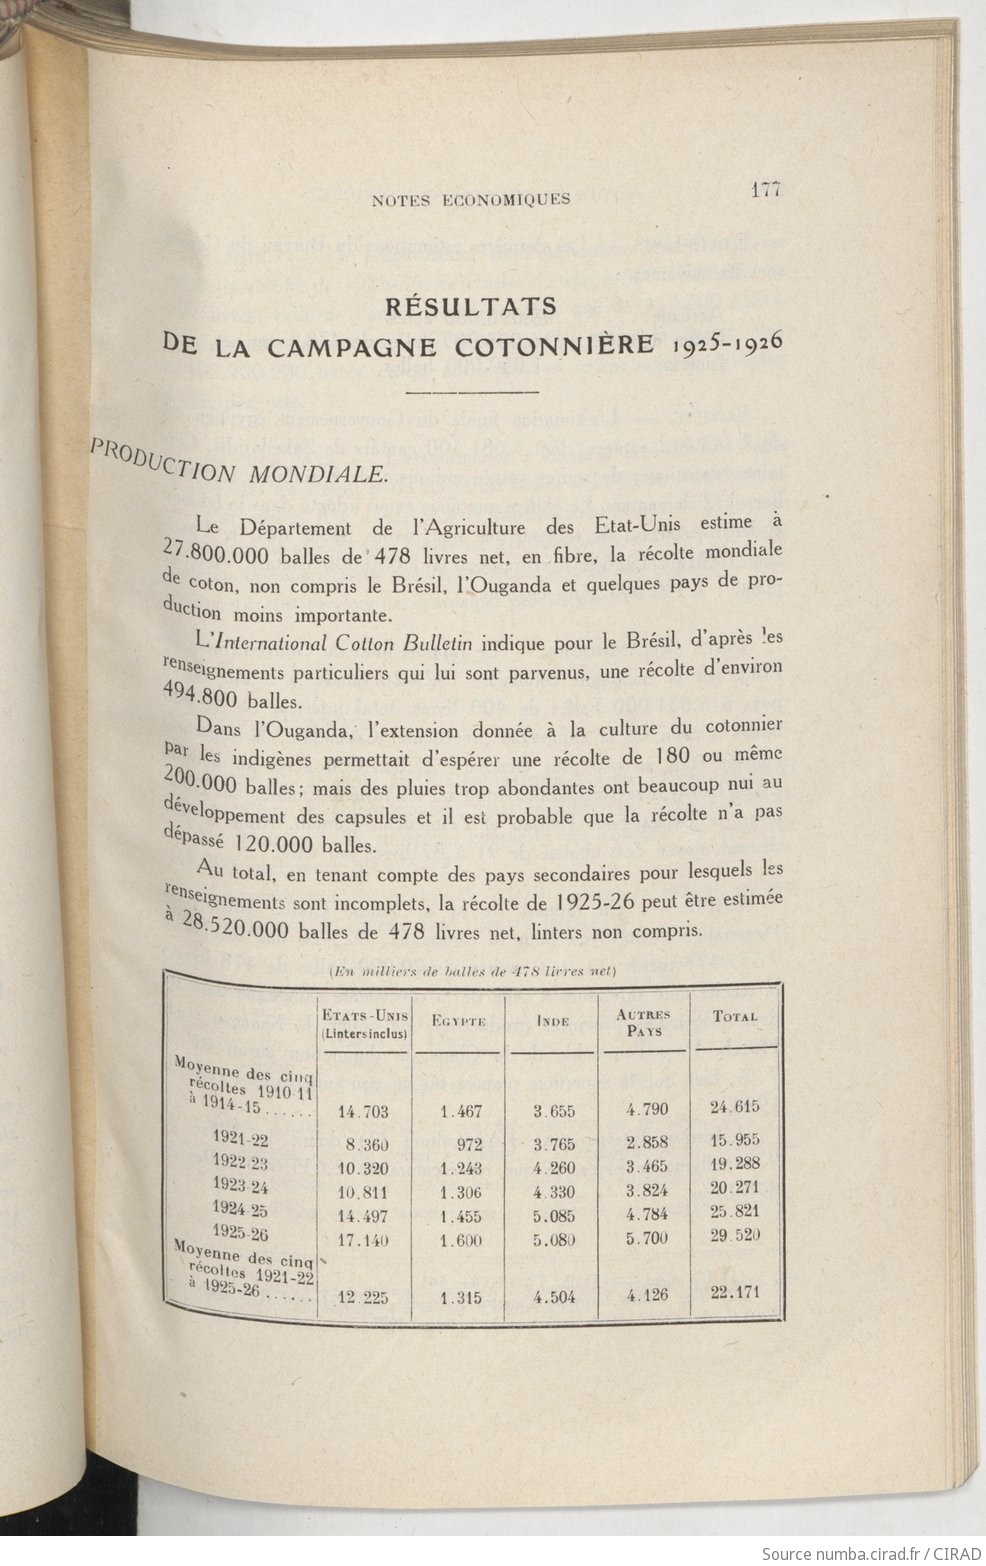 NOTES ECONOMIQUES 177
RÉSULTATS
DE LA CAMPAGNE COTONNIÈRE 1925-1926
PRODUCTION MONDIALE.
Le Département de l'Agriculture des Etat-Unis estime à
27.800.000 balles de 478 livres net, en fibre, la récolte mondiale
de coton, non compris le Brésil, l'Ouganda et quelques pays de pro-
duction moins importante.
L'International Cotton Bulletin indique pour le Brésil, d'après les
renseignements particuliers qui lui sont parvenus, une récolte d'environ
494.800 balles.
Dans l'Ouganda, l'extension donnée à la culture du cotonnier
par les indigènes permettait d'espérer une récolte de 180 ou même
200.000 balles; mais des pluies trop abondantes ont beaucoup nui au
développement des capsules et il est probable que la récolte n'a pas
dépassé 120.000 balles.
Au total, en tenant compte des pays secondaires pour lesquels les
renseignements sont incomplets, la récolte de 1925-26 peut être estimée
à 28.520.000 balles de 478 livres net, linters non compris.
(En milliers de balles de 478 livres net)
ETATS-UNIS (Linters inclus) EGYPTE INDE AUTRES PAYS TOTAL
Moyenne des cinq
récoltes 1910-11
à 1914-15...... 14.703 1.467 3.655 4.790 24.615
1921-22 8.360 972 3.765 2.858 15.955
1922-23 10.320 1.243 4.260 3.465 19.288
1923-24 10.811 1.306 4.330 3.824 20.271
1924-25 14.497 1.455 5.085 4.784 25.821
1925-26 17.140 1.600 5.080 5.700 29.520
Moyenne des cinq
récoltes 1921-22
à 1925-26...... 12.225 1.315 4.504 4.126 22.171
Source numba.cirad.fr / CIRAD